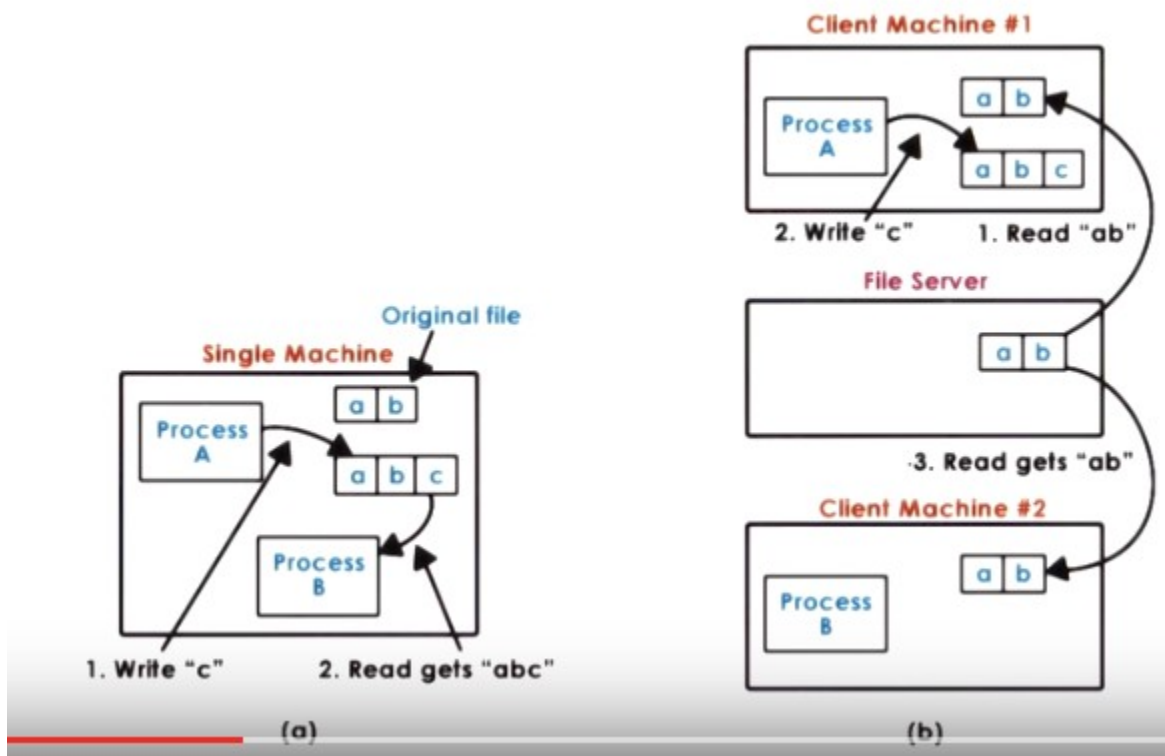 Original file
Single Machine
a b
Process
A
a b c
Process
B
1. Write “c”
2. Read gets “abc”
(a)
Client Machine #1
a b
Process
A
a b c
2. Write “c”
1. Read “ab”
File Server
a b
3. Read gets “ab”
Client Machine #2
a b
Process
B
(b)